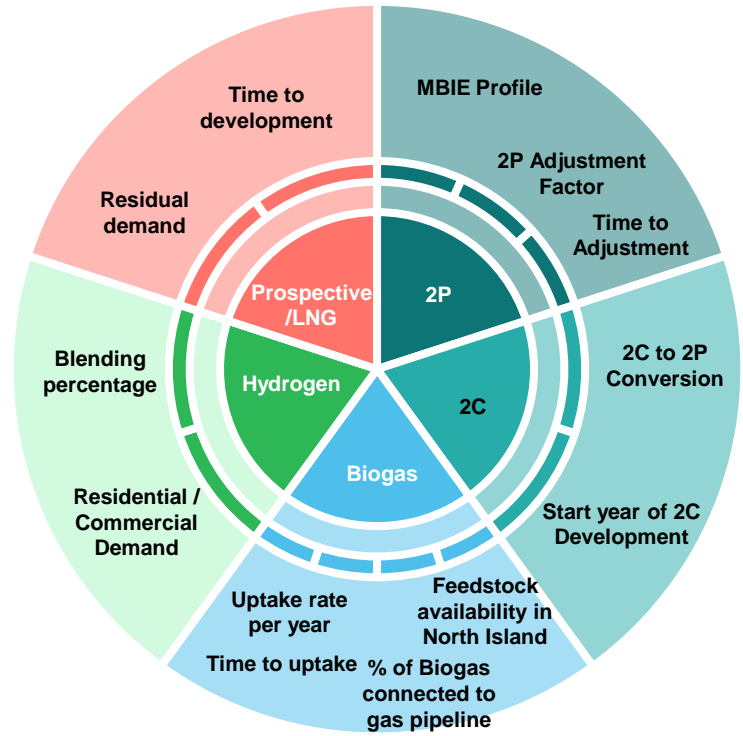 MBIE Profile
2P Adjustment
Factor
Time to
Adjustment
2P
2C to 2P
Conversion
Start year of 2C
Development
2C
Feedstock
availability in
North Island
% of Biogas
connected to
gas pipeline
Time to uptake
Uptake rate
per year
Biogas
Residential /
Commercial
Demand
Blending
percentage
Hydrogen
Residual
demand
Time to
development
Prospective
/LNG